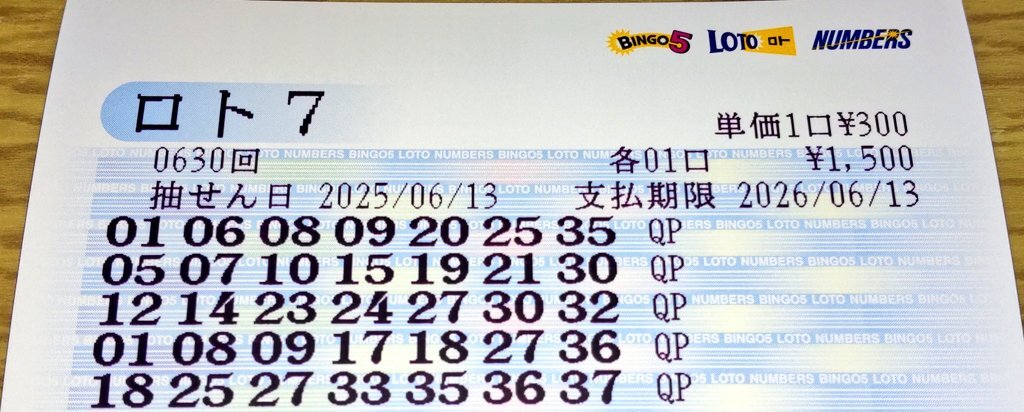 BINGO5 LOTO ロト NUMBERS
ロト7
単価1口¥300
0630回 各01口 ¥1,500
抽せん日 2025/06/13 支払期限 2026/06/13
01 06 08 09 20 25 35 QP
05 07 10 15 19 21 30 QP
12 14 23 24 27 30 32 QP
01 08 09 17 18 27 36 QP
18 25 27 33 35 36 37 QP